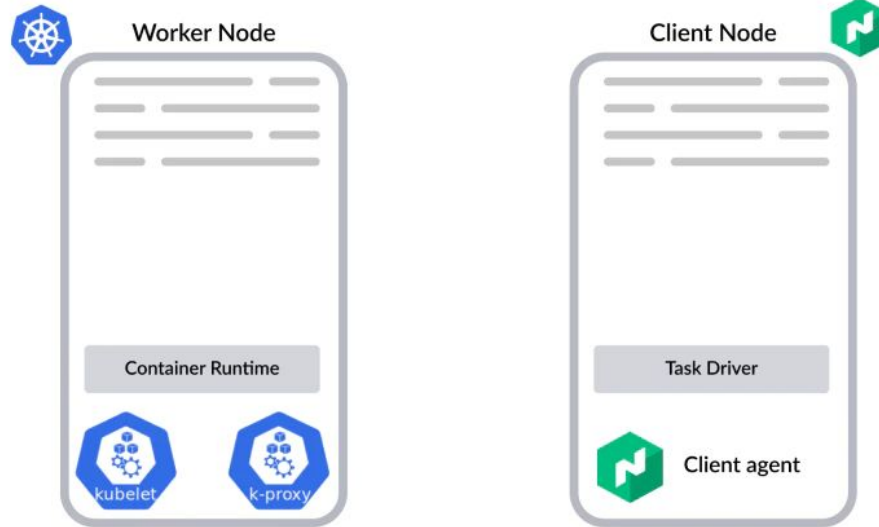 Worker Node
Client Node
Container Runtime
Task Driver
kubelet
k-proxy
Client agent